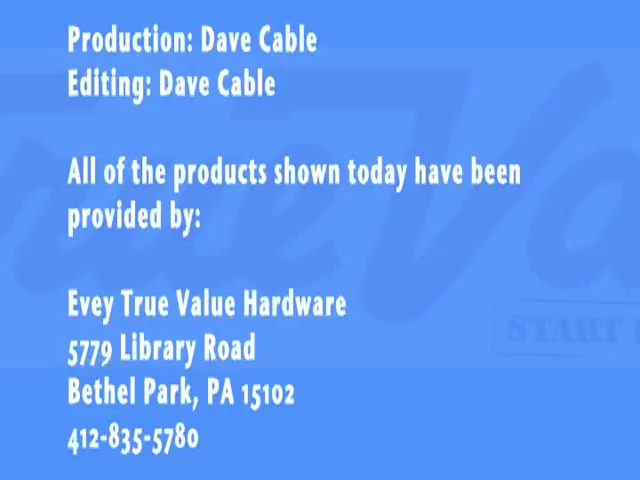 Production: Dave Cable
Editing: Dave Cable
All of the products shown today have been
provided by:
Evey True Value Hardware
5779 Library Road
Bethel Park, PA 15102
412-835-5780
START